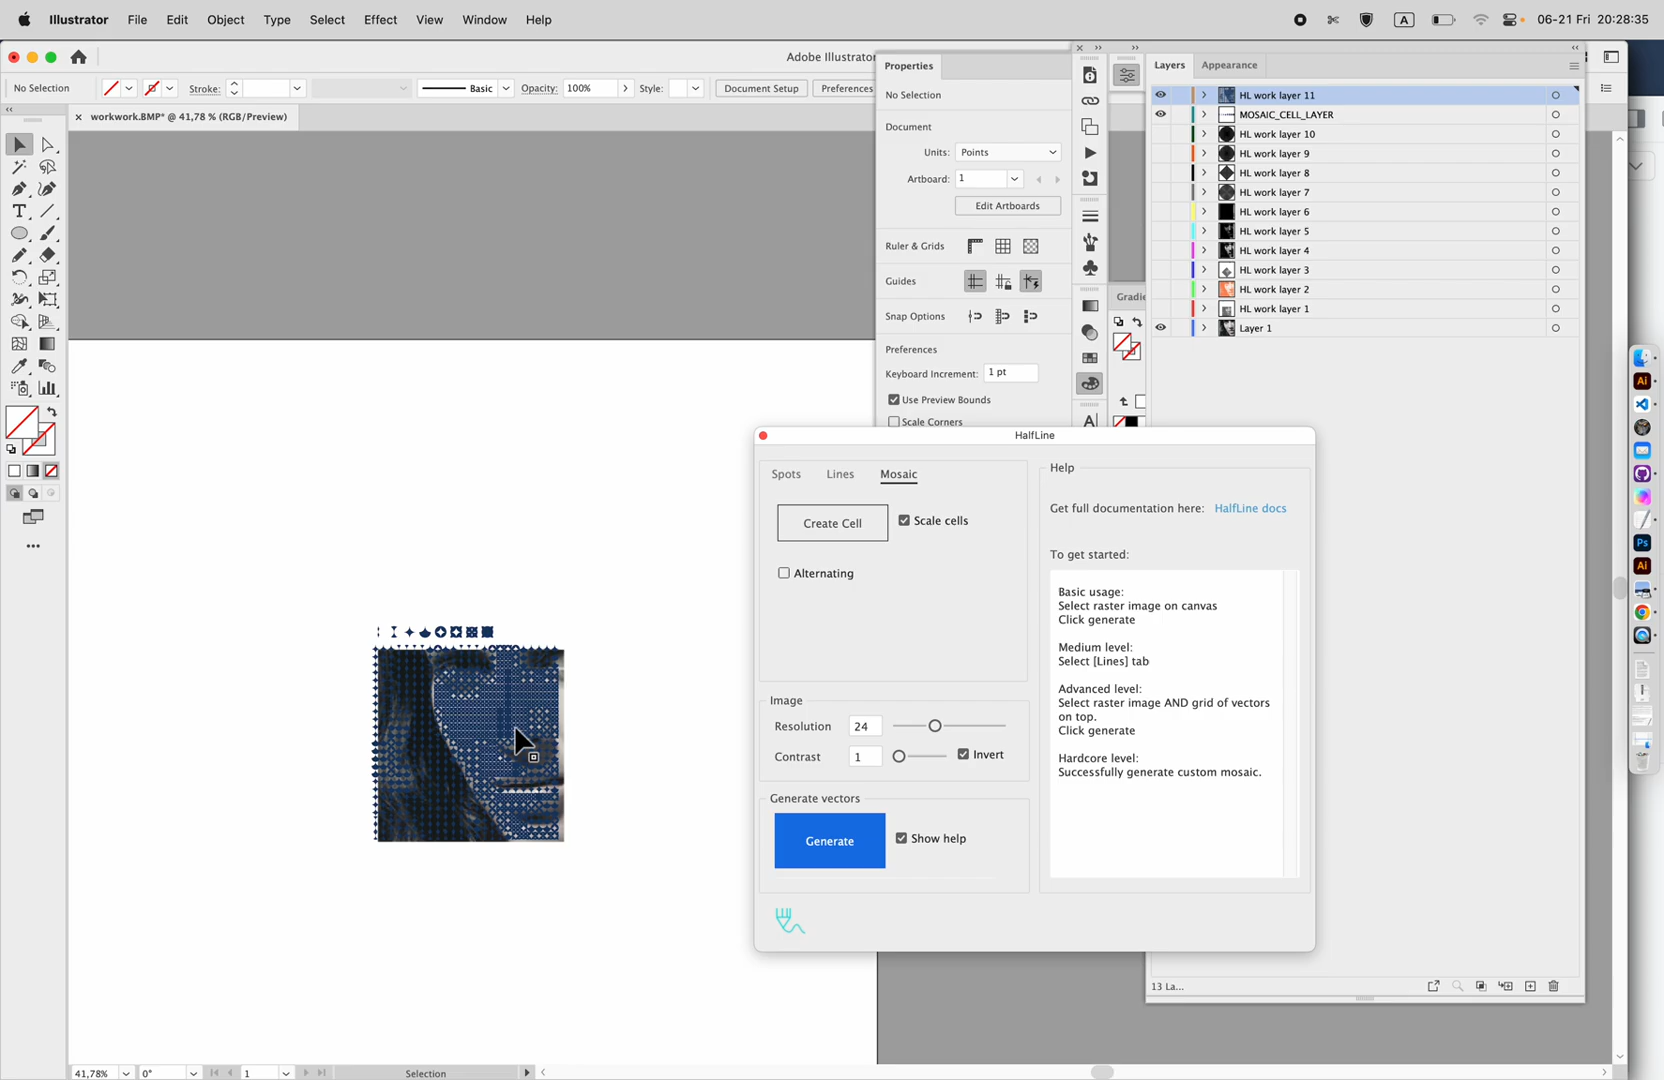 Illustrator File Edit Object Type Select Effect View Window Help A 06-21 Fri 20:28:35
Adobe Illustrator
No Selection Stroke: Basic Opacity: 100% Style: Document Setup Preferences
workwork.BMP* @ 41,78 % (RGB/Preview)
Properties
No Selection
Document
Units: Points
Artboard: 1
Edit Artboards
Ruler & Grids
Guides
Snap Options
Preferences
Keyboard Increment: 1 pt
Use Preview Bounds
Scale Corners
Gradie
Layers Appearance
HL work layer 11
MOSAIC_CELL_LAYER
HL work layer 10
HL work layer 9
HL work layer 8
HL work layer 7
HL work layer 6
HL work layer 5
HL work layer 4
HL work layer 3
HL work layer 2
HL work layer 1
Layer 1
13 La...
HalfLine
Spots Lines Mosaic
Create Cell
Scale cells
Alternating
Image
Resolution 24
Contrast 1 Invert
Generate vectors
Generate
Show help
Help
Get full documentation here: HalfLine docs
To get started:
Basic usage:
Select raster image on canvas
Click generate
Medium level:
Select [Lines] tab
Advanced level:
Select raster image AND grid of vectors
on top.
Click generate
Hardcore level:
Successfully generate custom mosaic.
Ai
Ps
Ai
41,78% 0° 1 Selection